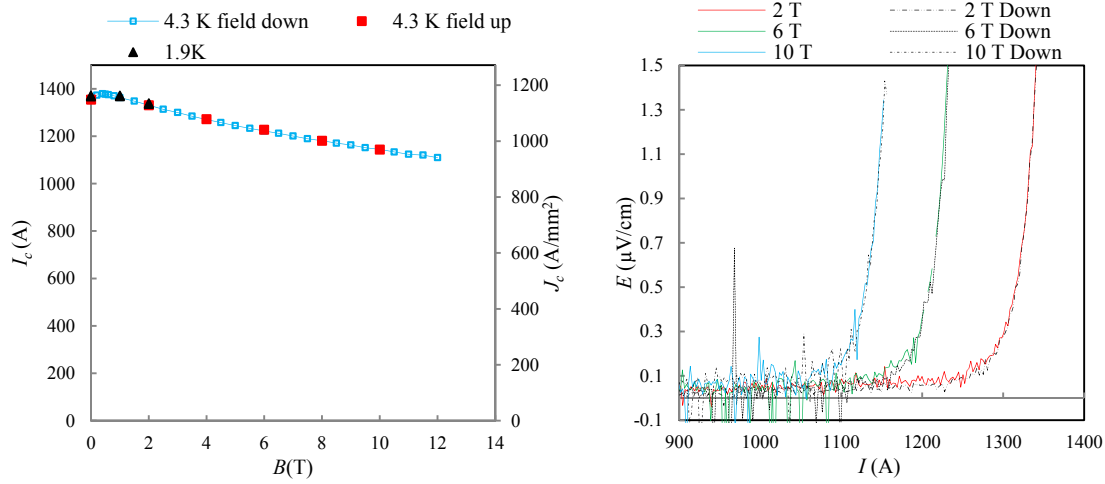 4.3 K field down
4.3 K field up
1.9K
1400
1200
1000
800
600
400
200
0
1200
1000
800
600
400
200
0
0 2 4 6 8 10 12 14
I_c (A)
J_c (A/mm²)
B(T)
2 T
2 T Down
6 T
6 T Down
10 T
10 T Down
1.5
1.3
1.1
0.9
0.7
0.5
0.3
0.1
-0.1
900 1000 1100 1200 1300 1400
E (μV/cm)
I (A)